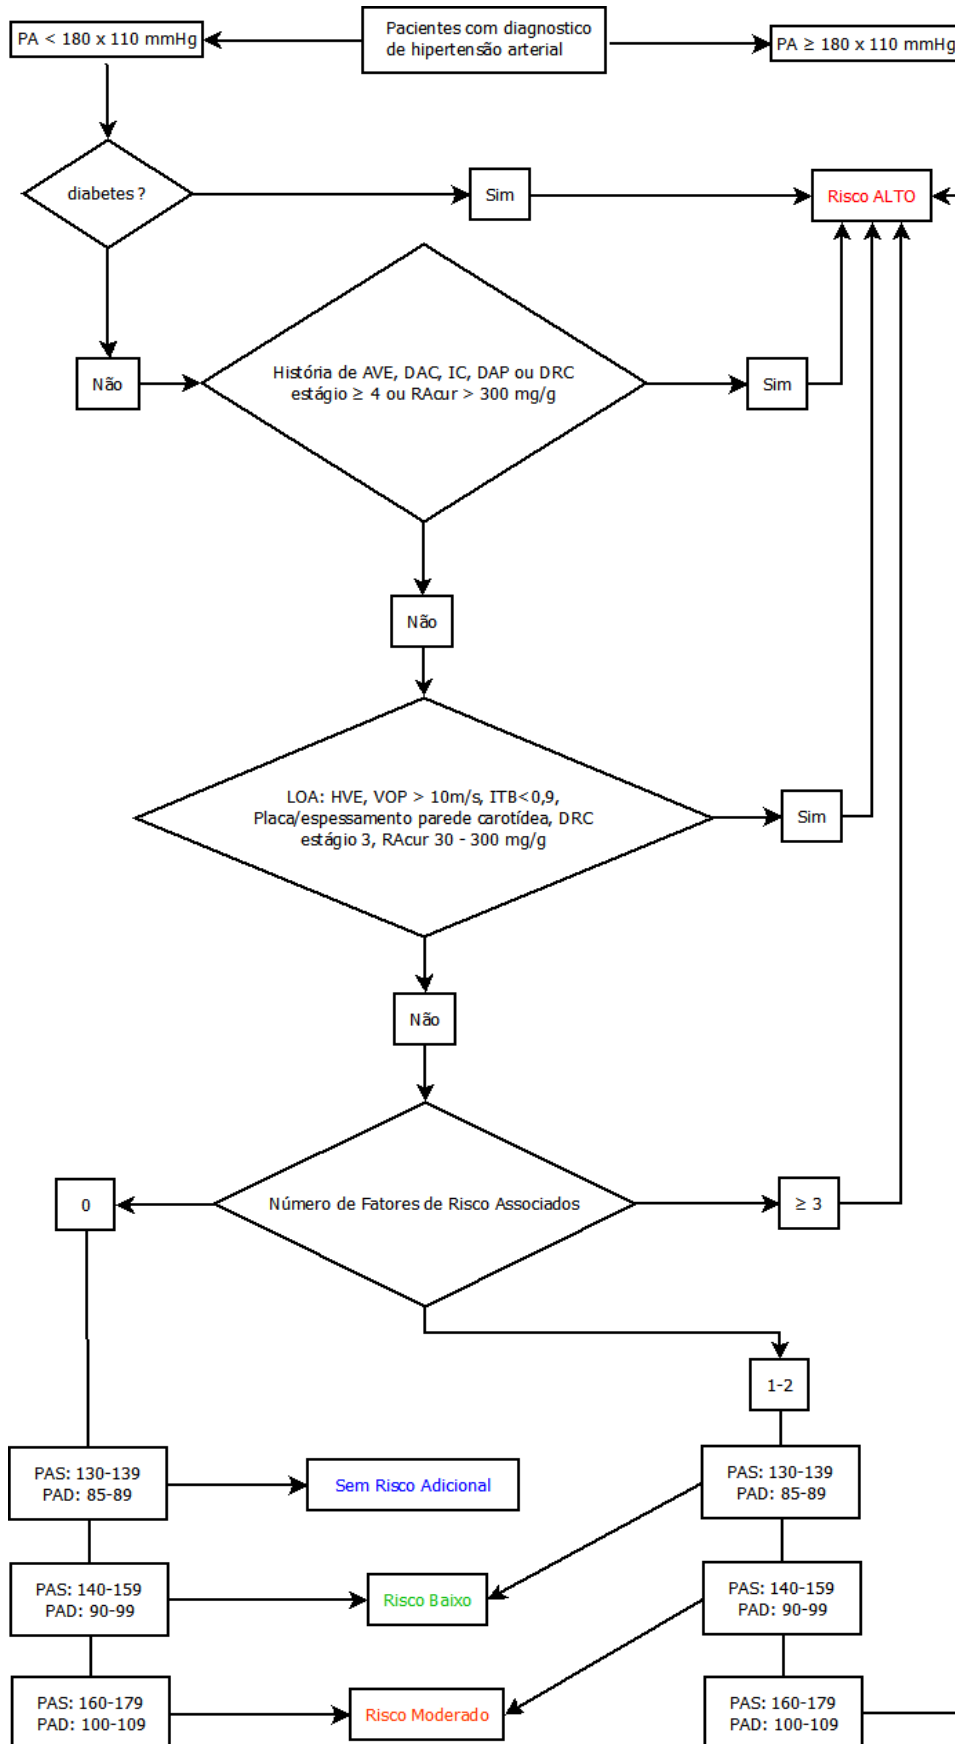 PA < 180 x 110 mmHg
Pacientes com diagnostico
de hipertensão arterial
PA ≥ 180 x 110 mmHg
diabetes ?
Sim
Risco ALTO
Não
História de AVE, DAC, IC, DAP ou DRC
estágio ≥ 4 ou RAcur > 300 mg/g
Sim
Não
LOA: HVE, VOP > 10m/s, ITB<0,9,
Placa/espessamento parede carotídea, DRC
estágio 3, RAcur 30 - 300 mg/g
Sim
Não
0
Número de Fatores de Risco Associados
≥ 3
1-2
PAS: 130-139
PAD: 85-89
Sem Risco Adicional
PAS: 130-139
PAD: 85-89
PAS: 140-159
PAD: 90-99
Risco Baixo
PAS: 140-159
PAD: 90-99
PAS: 160-179
PAD: 100-109
Risco Moderado
PAS: 160-179
PAD: 100-109